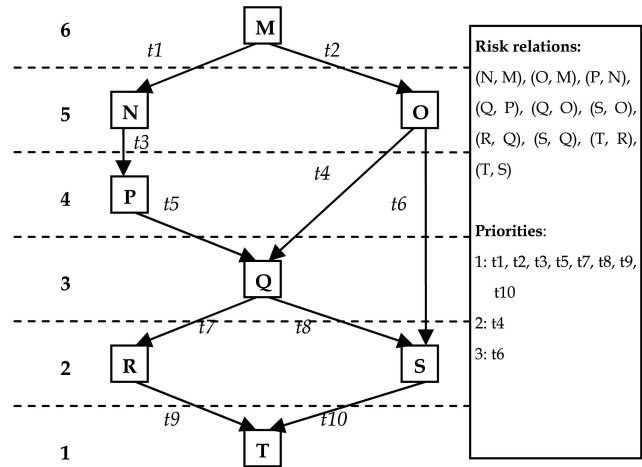 6
M
t1
t2
5
N
O
t3
4
P
t5
t4
t6
3
Q
t7
t8
2
R
S
t9
t10
1
T
Risk relations:
(N, M), (O, M), (P, N),
(Q, P), (Q, O), (S, O),
(R, Q), (S, Q), (T, R),
(T, S)
Priorities:
1: t1, t2, t3, t5, t7, t8, t9,
t10
2: t4
3: t6